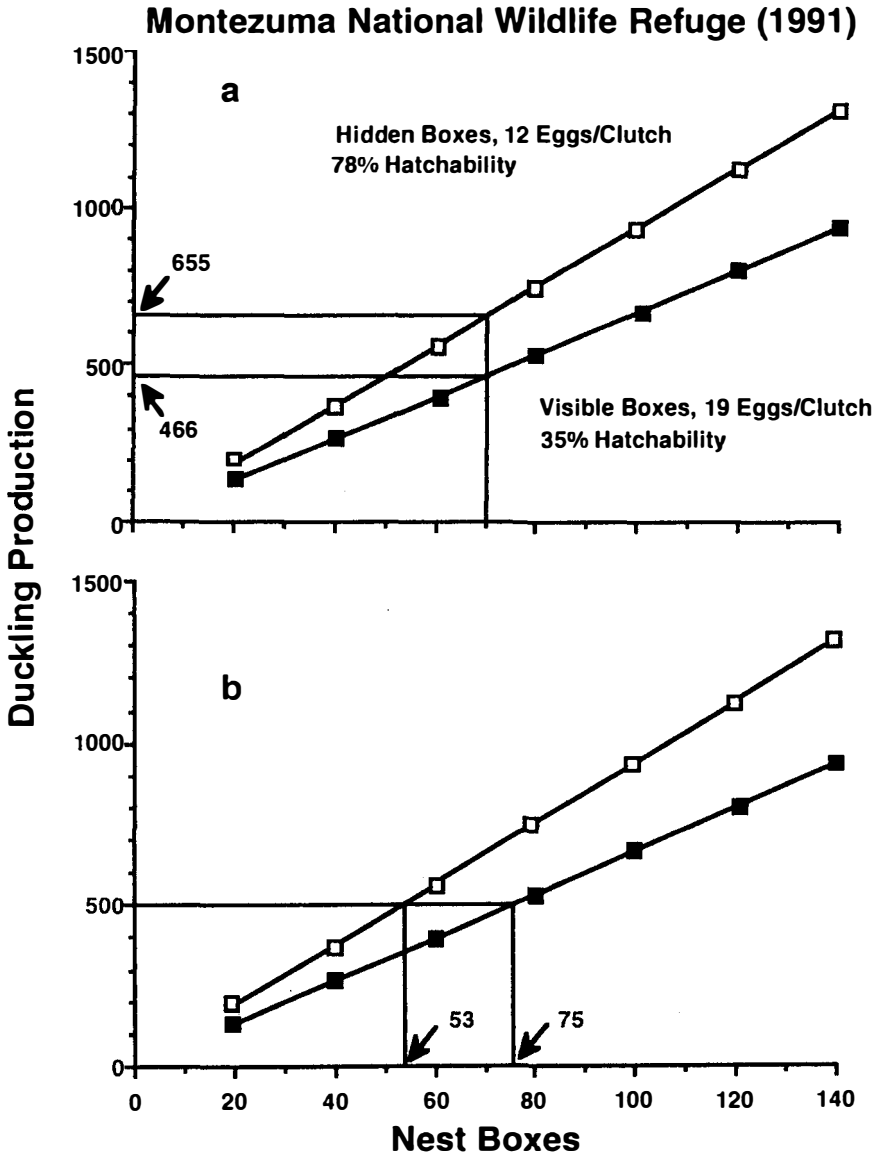 Montezuma National Wildlife Refuge (1991)
1500
a
Hidden Boxes, 12 Eggs/Clutch
78% Hatchability
1000
655
500
466
Visible Boxes, 19 Eggs/Clutch
35% Hatchability
0
Duckling Production
1500
b
1000
500
53
75
0
0 20 40 60 80 100 120 140
Nest Boxes